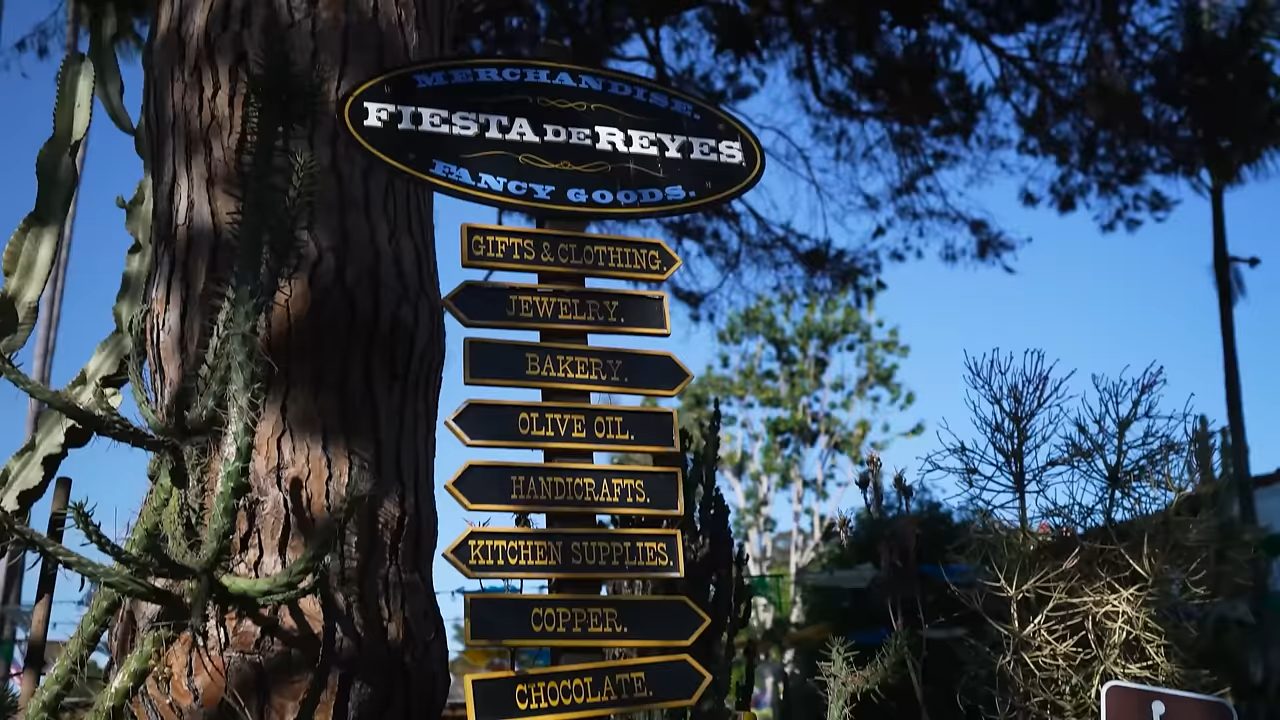 MERCHANDISE.
FIESTA DE REYES
FANCY GOODS.
GIFTS & CLOTHING.
JEWELRY.
BAKERY.
OLIVE OIL.
HANDICRAFTS.
KITCHEN SUPPLIES.
COPPER.
CHOCOLATE.